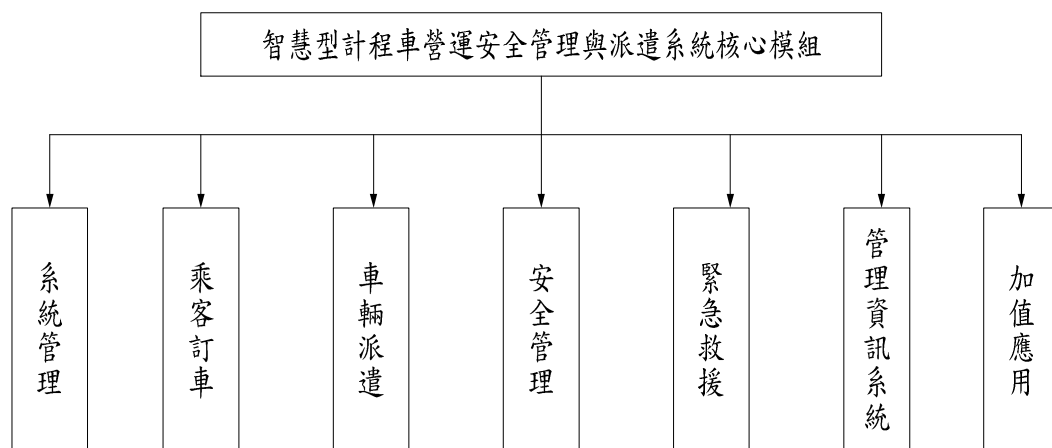 智慧型計程車營運安全管理與派遣系統核心模組
系統管理
乘客訂車
車輛派遣
安全管理
緊急救援
管理資訊系統
加值應用